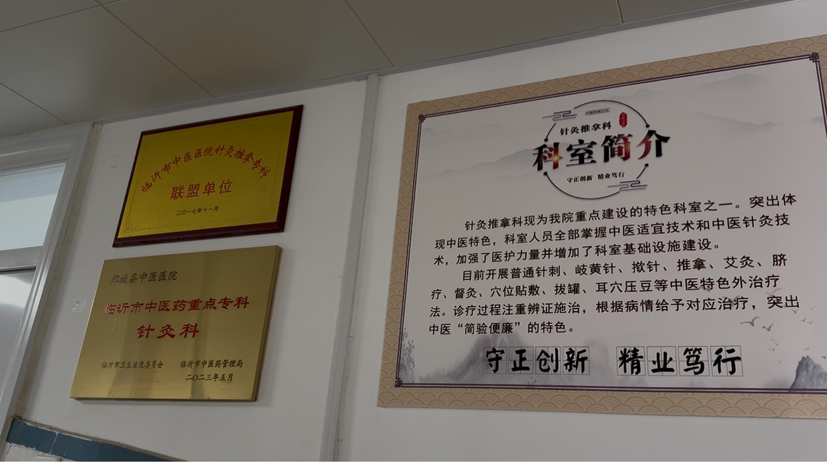 临沂市中医医院针灸推拿专科
联盟单位
二〇一七年十一月
郯城县中医医院
临沂市中医药重点专科
针灸科
临沂市卫生健康委员会 临沂市中医药管理局
二〇二三年五月
针灸推拿科
科室简介
守正创新 精业笃行
针灸推拿科现为我院重点建设的特色科室之一。突出体
现中医特色，科室人员全部掌握中医适宜技术和中医针灸技
术，加强了医护力量并增加了科室基础设施建设。
目前开展普通针刺、岐黄针、揿针、推拿、艾灸、脐
疗、督灸、穴位贴敷、拔罐、耳穴压豆等中医特色外治疗
法。诊疗过程注重辨证施治，根据病情给予对应治疗，突出
中医“简验便廉”的特色。
守正创新 精业笃行